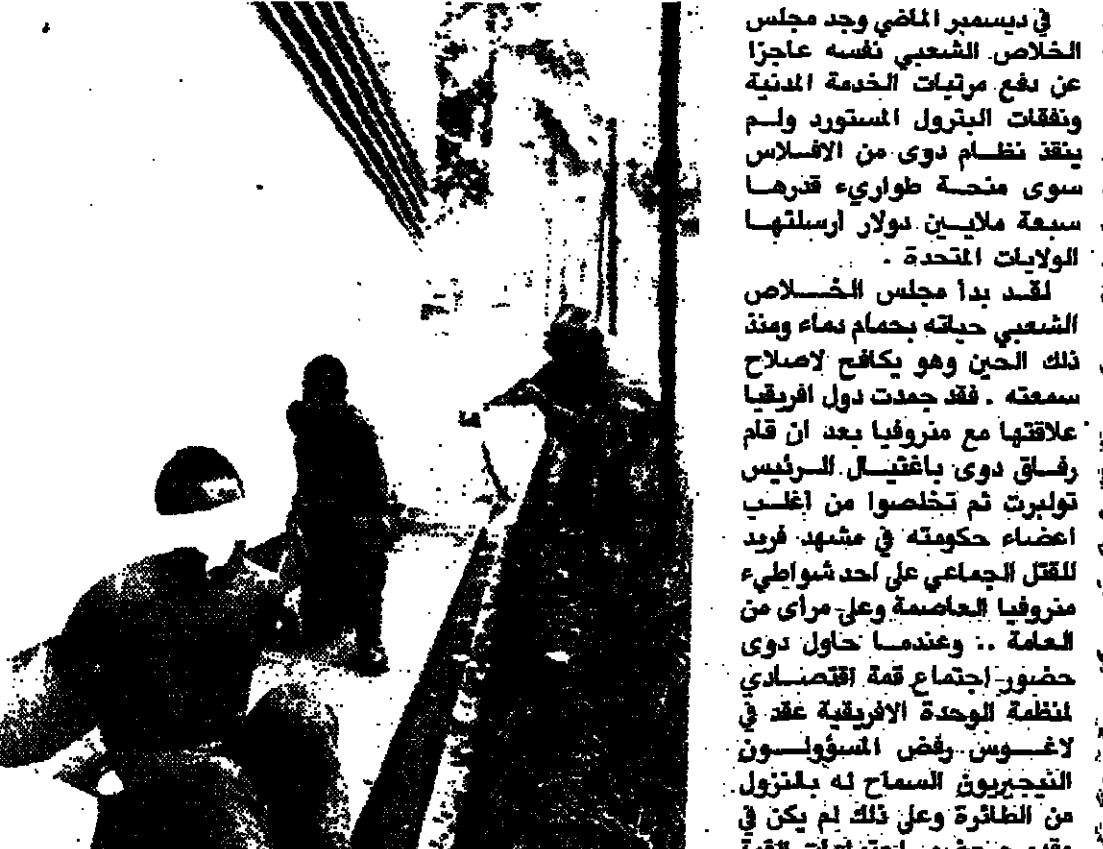 في ديسمبر الماضي وجد مجلس
الخلاص الشعبي نفسه عاجزا
عن دفع مرتبات الخدمة المدنية
ونفقات البترول المستورد ولم
ينقذ نظام دوى من الافلاس
سوى منحة طواريء قدرها
سبعة ملايين دولار ارسلتها
الولايات المتحدة .
لقد بدأ مجلس الخلاص
الشعبي حياته بحمام دماء ومنذ
ذلك الحين وهو يكافح لاصلاح
سمعته . فقد جمدت دول افريقيا
علاقتها مع منروفيا بعد ان قام
رفاق دوى باغتيال الرئيس
تولبرت ثم تخلصوا من أغلب
اعضاء حكومته في مشهد فريد
للقتل الجماعي على احد شواطيء
منروفيا العاصمة وعلى مرأى من
العامة .. وعندما حاول دوى
حضور إجتماع قمة اقتصادي
لمنظمة الوحدة الافريقية عقد في
لاغوس رفض المسؤولون
النيجيريون السماح له بالنزول
من الطائرة وعلى ذلك لم يكن في